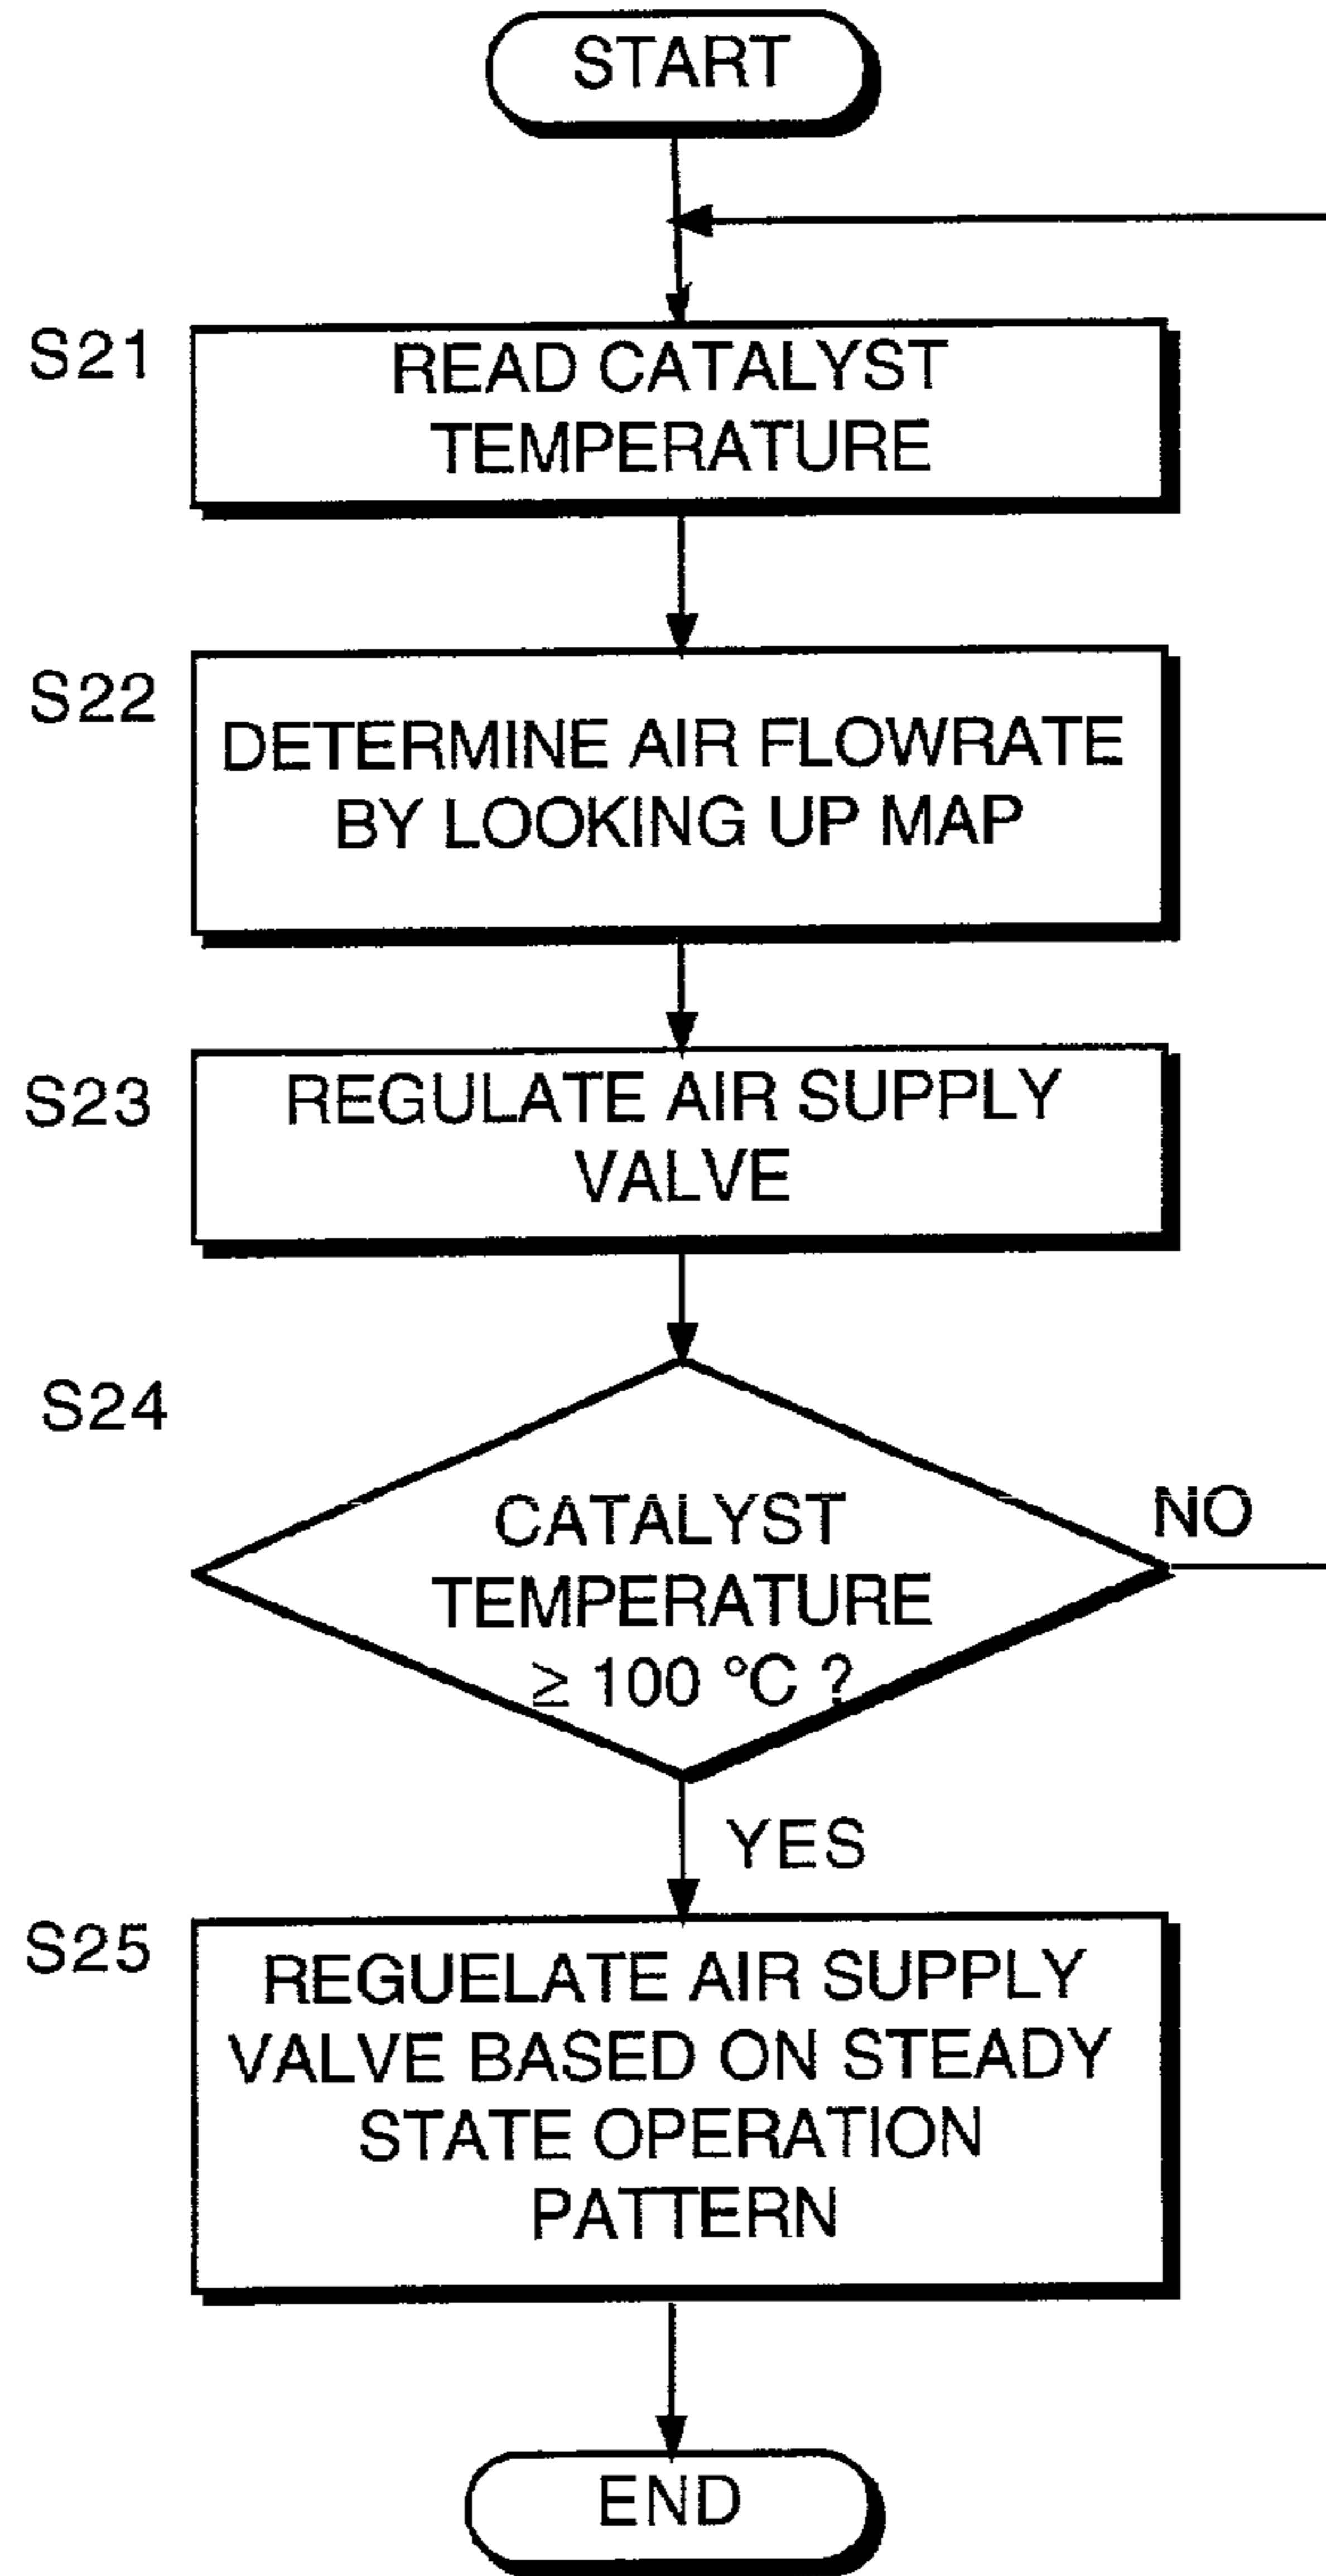 START
S21
READ CATALYST
TEMPERATURE
S22
DETERMINE AIR FLOWRATE
BY LOOKING UP MAP
S23
REGULATE AIR SUPPLY
VALVE
S24
CATALYST
TEMPERATURE
≥ 100 °C ?
NO
YES
S25
REGUELATE AIR SUPPLY
VALVE BASED ON STEADY
STATE OPERATION
PATTERN
END